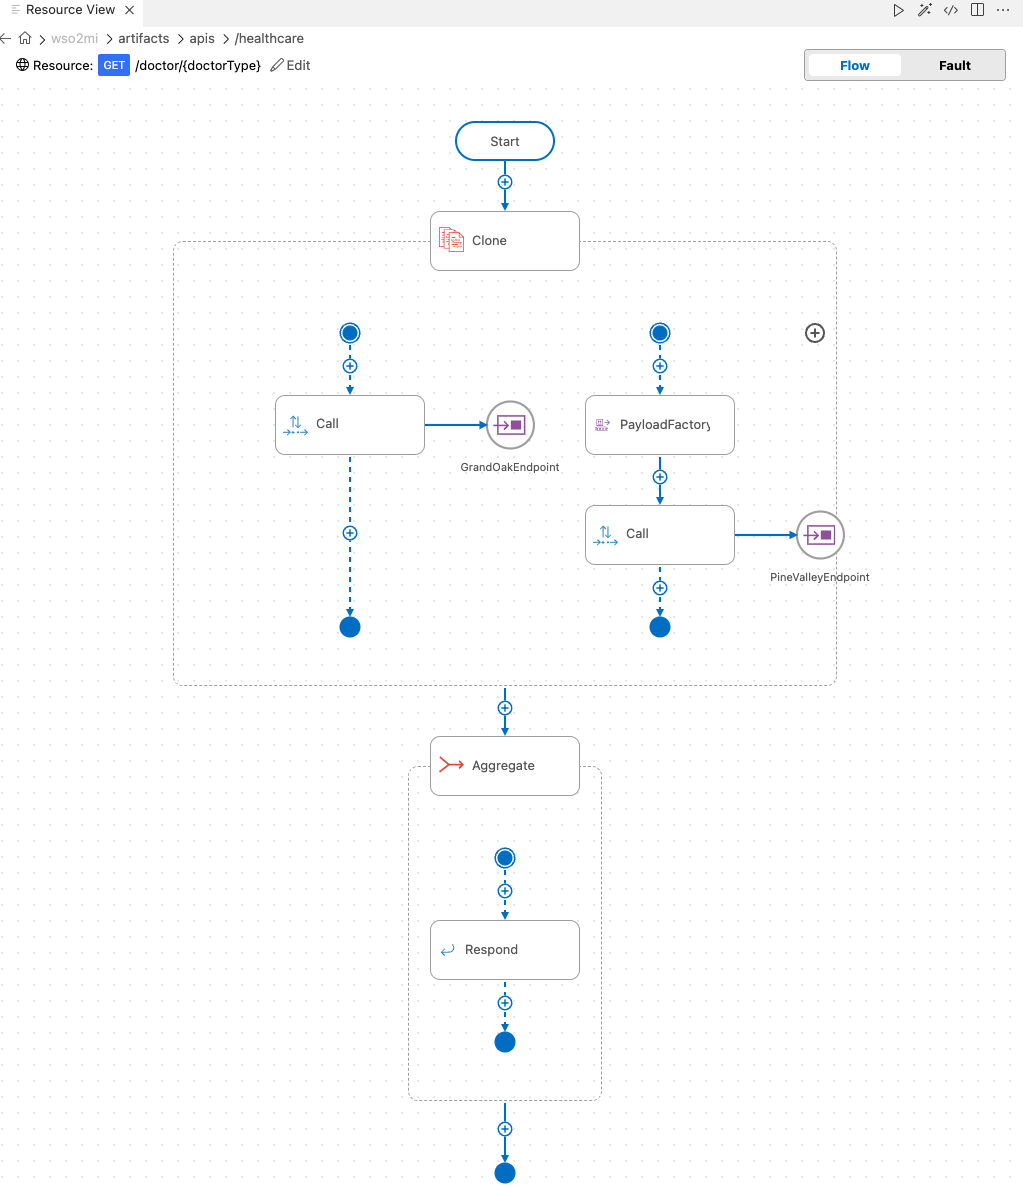 Resource View
wso2mi artifacts apis /healthcare
Resource: GET /doctor/{doctorType} Edit
Flow Fault
Start
Clone
Call
GrandOakEndpoint
PayloadFactory
Call
PineValleyEndpoint
Aggregate
Respond